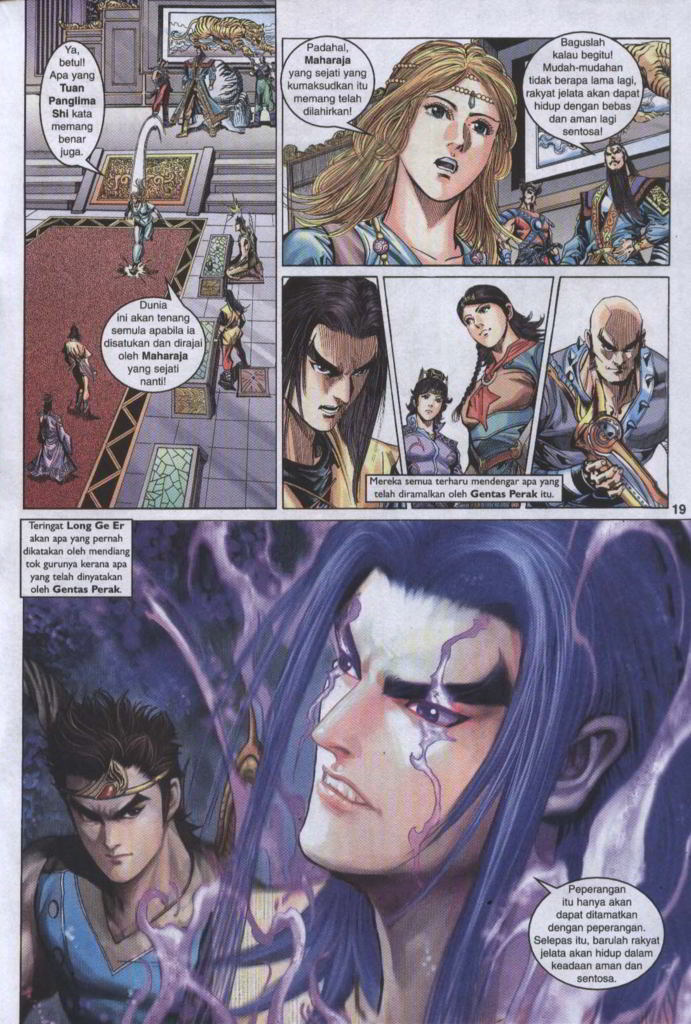 Ya,
betul!
Apa yang
Tuan
Panglima
Shi kata
memang
benar
juga.
Dunia
ini akan tenang
semula apabila ia
disatukan dan dirajai
oleh Maharaja
yang sejati
nanti!
Padahal,
Maharaja
yang sejati yang
kumaksudkan itu
memang telah
dilahirkan!
Baguslah
kalau begitu!
Mudah-mudahan
tidak berapa lama lagi,
rakyat jelata akan dapat
hidup dengan bebas
dan aman lagi
sentosa!
Mereka semua terharu mendengar apa yang
telah diramalkan oleh Gentas Perak itu.
19
Teringat Long Ge Er
akan apa yang pernah
dikatakan oleh mendiang
tok gurunya kerana apa
yang telah dinyatakan
oleh Gentas Perak.
Peperangan
itu hanya akan
dapat ditamatkan
dengan peperangan.
Selepas itu, barulah rakyat
jelata akan hidup dalam
keadaan aman dan
sentosa.